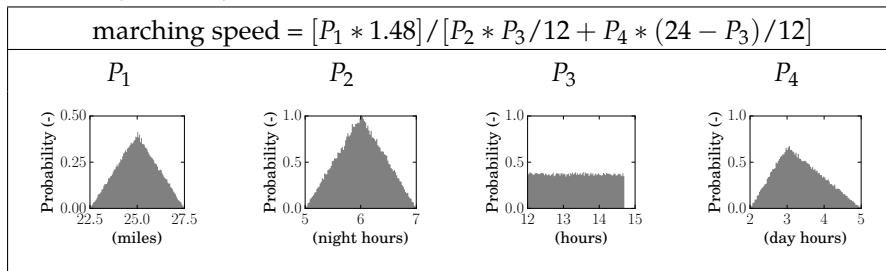 marching speed = [P₁ * 1.48]/[P₂ * P₃/12 + P₄ * (24 − P₃)/12]
P₁ P₂ P₃ P₄
Probability (-)
0.50
0.25
0.00
22.5 25.0 27.5
(miles)
Probability (-)
1.0
0.5
0.0
5 6 7
(night hours)
Probability (-)
1.0
0.5
0.0
12 13 14 15
(hours)
Probability (-)
1.0
0.5
0.0
2 3 4 5
(day hours)